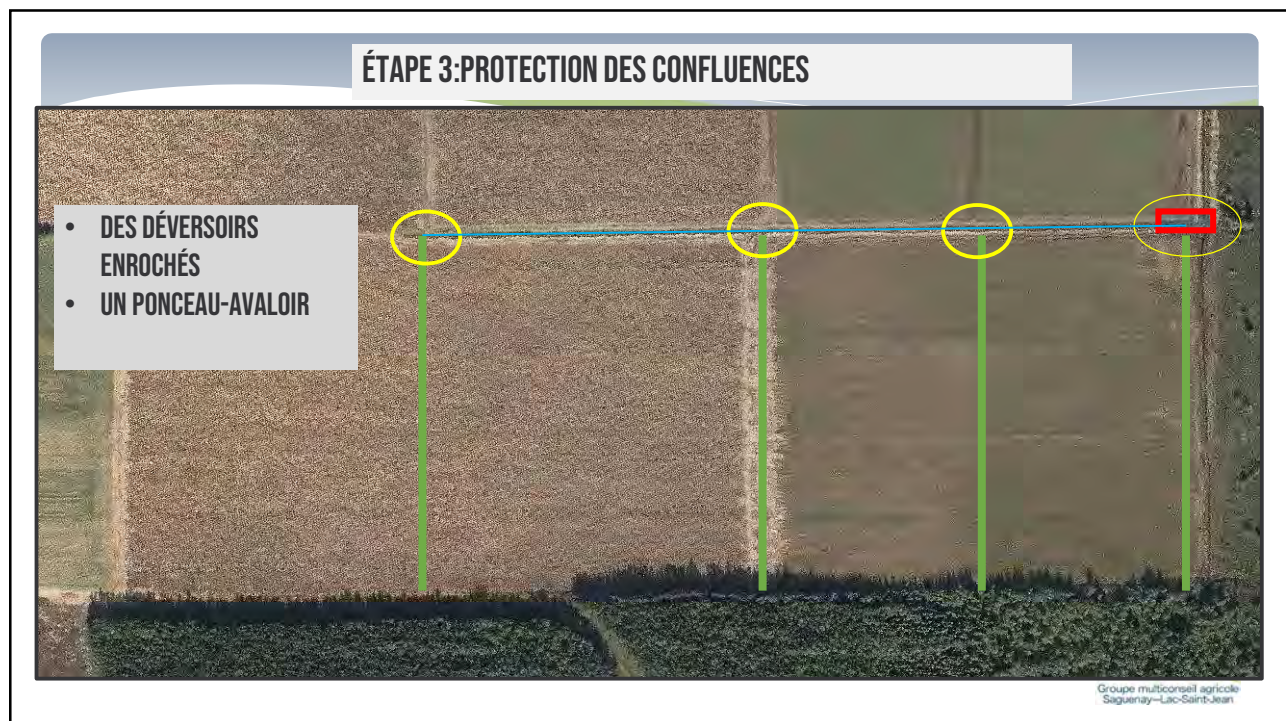 ÉTAPE 3:PROTECTION DES CONFLUENCES
• DES DÉVERSOIRS
ENROCHÉS
• UN PONCEAU-AVALOIR
Groupe multiconseil agricole
Saguenay—Lac-Saint-Jean